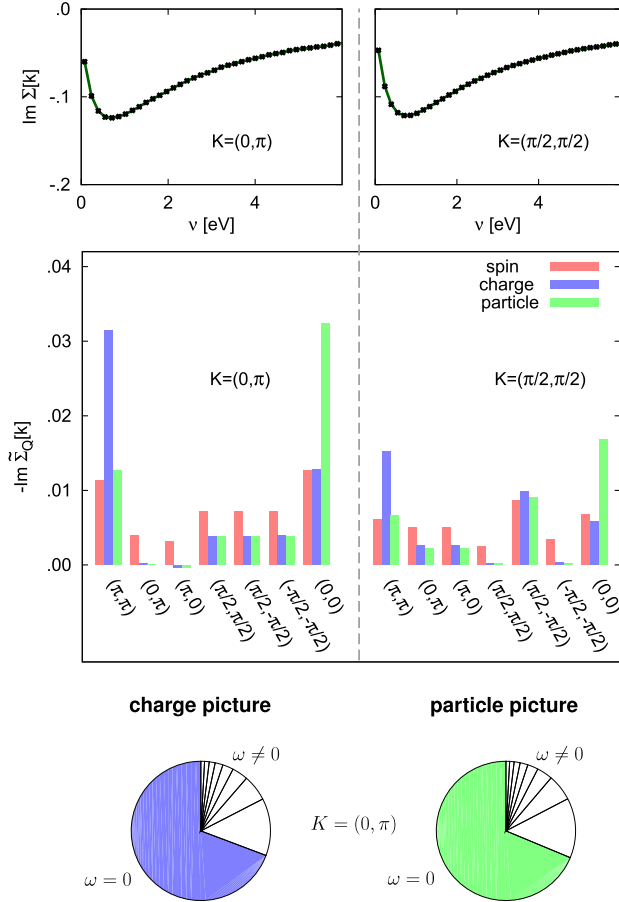 .0
-.1
-.2
Im Σ[k]
K=(0,π)
K=(π/2,π/2)
0 2 4
0 2 4
ν [eV]
ν [eV]
.04
.03
.02
.01
.00
-Im Σ̃Q[k]
spin
charge
particle
K=(0,π)
K=(π/2,π/2)
(π,π)
(0,π)
(π,0)
(π/2,π/2)
(π/2,-π/2)
(-π/2,-π/2)
(0,0)
(π,π)
(0,π)
(π,0)
(π/2,π/2)
(π/2,-π/2)
(-π/2,-π/2)
(0,0)
charge picture
particle picture
ω ≠ 0
ω ≠ 0
K = (0, π)
ω = 0
ω = 0